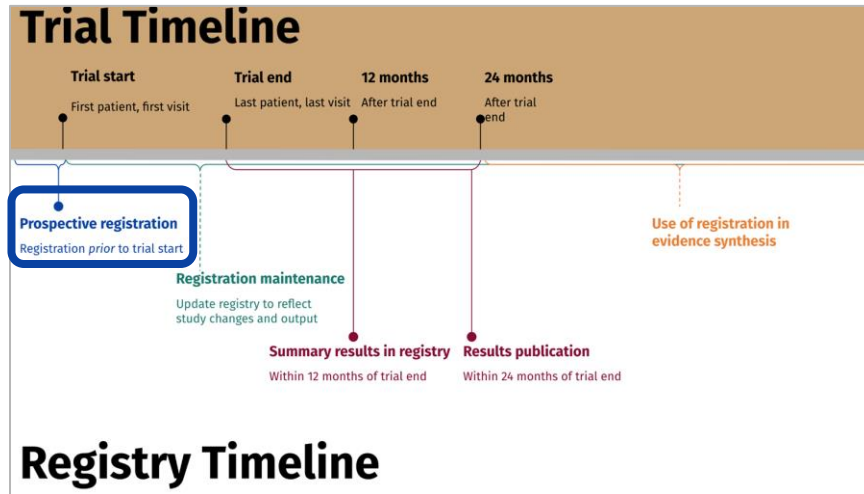 Trial Timeline
Trial start
First patient, first visit
Trial end
Last patient, last visit
12 months
After trial end
24 months
After trial
end
Prospective registration
Registration prior to trial start
Use of registration in
evidence synthesis
Registration maintenance
Update registry to reflect
study changes and output
Summary results in registry
Within 12 months of trial end
Results publication
Within 24 months of trial end
Registry Timeline